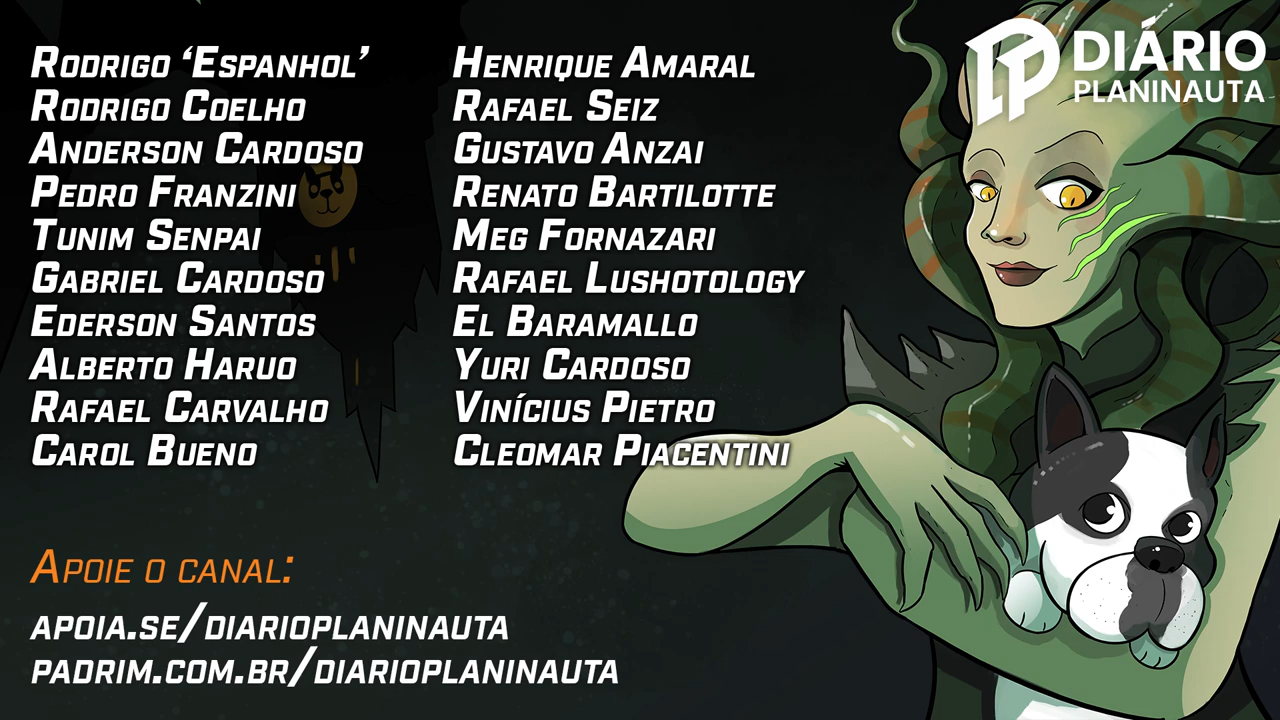 Rodrigo ‘Espanhol’
Rodrigo Coelho
Anderson Cardoso
Pedro Franzini
Tunim Senpai
Gabriel Cardoso
Ederson Santos
Alberto Haruo
Rafael Carvalho
Carol Bueno
Henrique Amaral
Rafael Seiz
Gustavo Anzai
Renato Bartilotte
Meg Fornazari
Rafael Lushotology
El Baramallo
Yuri Cardoso
Vinícius Pietro
Cleomar Piacentini
DIÁRIO
PLANINAUTA
Apoie o canal:
apoia.se/diarioplaninauta
padrim.com.br/diarioplaninauta